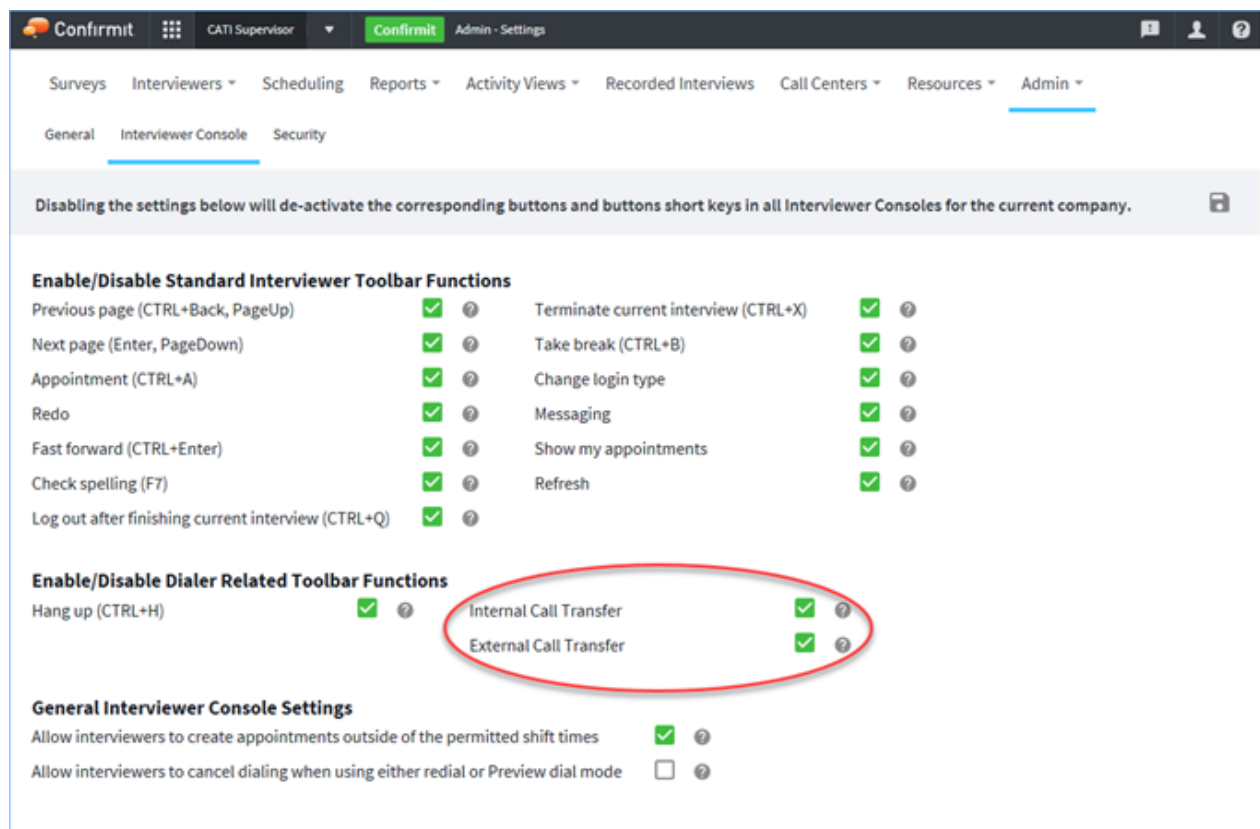 Confirmit CATI Supervisor Confirmit Admin - Settings
Surveys Interviewers Scheduling Reports Activity Views Recorded Interviews Call Centers Resources Admin
General Interviewer Console Security
Disabling the settings below will de-activate the corresponding buttons and buttons short keys in all Interviewer Consoles for the current company.
Enable/Disable Standard Interviewer Toolbar Functions
Previous page (CTRL+Back, PageUp) Terminate current interview (CTRL+X)
Next page (Enter, PageDown) Take break (CTRL+B)
Appointment (CTRL+A) Change login type
Redo Messaging
Fast forward (CTRL+Enter) Show my appointments
Check spelling (F7) Refresh
Log out after finishing current interview (CTRL+Q)
Enable/Disable Dialer Related Toolbar Functions
Hang up (CTRL+H) Internal Call Transfer
External Call Transfer
General Interviewer Console Settings
Allow interviewers to create appointments outside of the permitted shift times
Allow interviewers to cancel dialing when using either redial or Preview dial mode